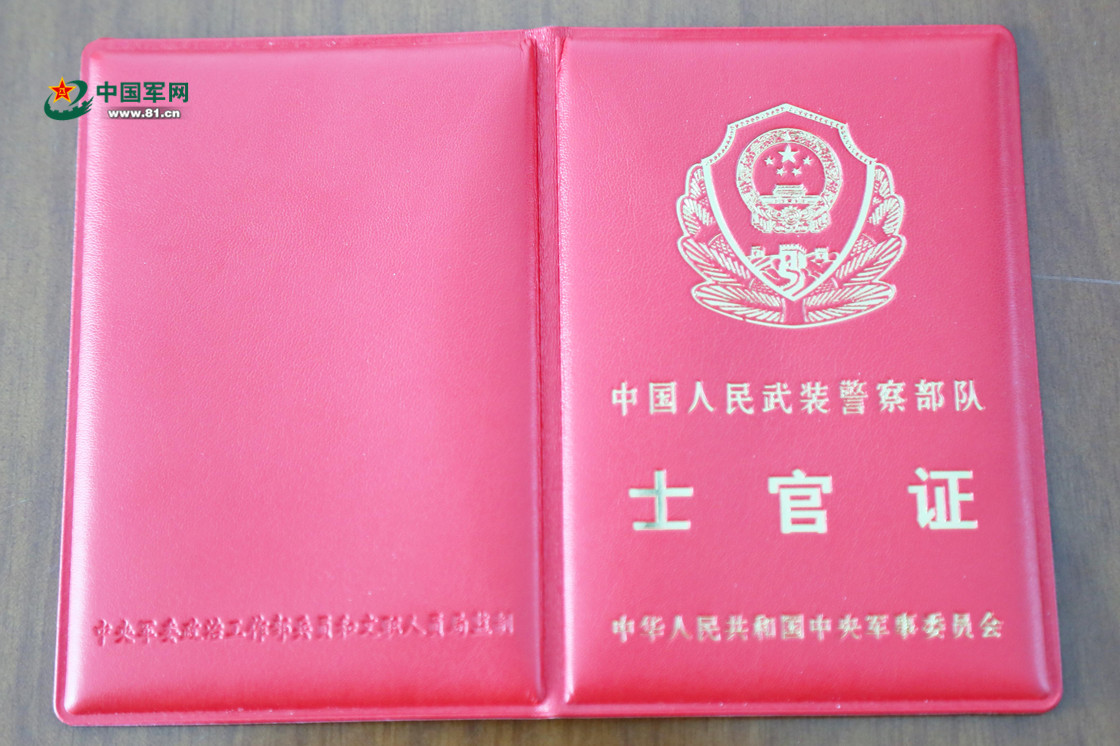 中国军网
www.81.cn
中国人民武装警察部队
士官证
中央军委政治工作部兵员和文职人员局监制
中华人民共和国中央军事委员会